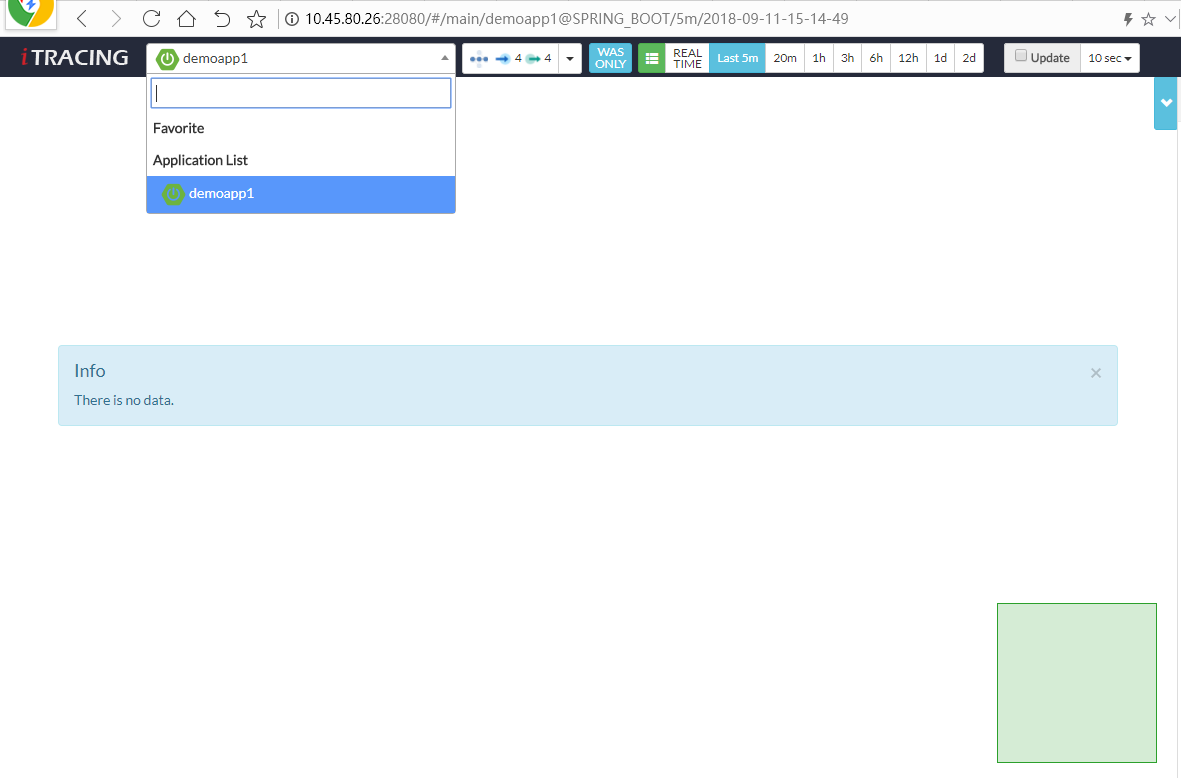 10.45.80.26:28080/#/main/demoapp1@SPRING_BOOT/5m/2018-09-11-15-14-49
iTRACING
demoapp1
4 4
WAS ONLY
REAL TIME
Last 5m 20m 1h 3h 6h 12h 1d 2d
Update
10 sec
Favorite
Application List
demoapp1
Info
×
There is no data.